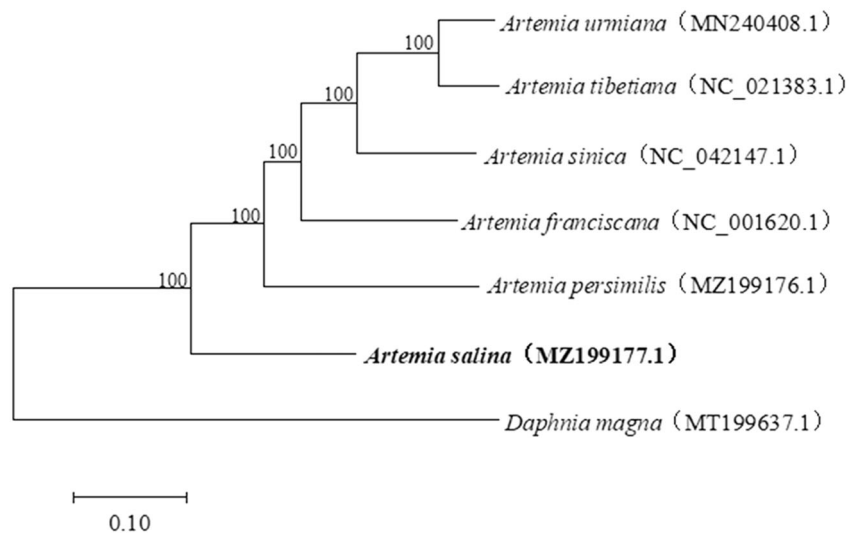 100
Artemia urmiana（MN240408.1）
100
Artemia tibetiana（NC_021383.1）
100
Artemia sinica（NC_042147.1）
100
Artemia franciscana（NC_001620.1）
100
Artemia persimilis（MZ199176.1）
Artemia salina（MZ199177.1）
Daphnia magna（MT199637.1）
0.10